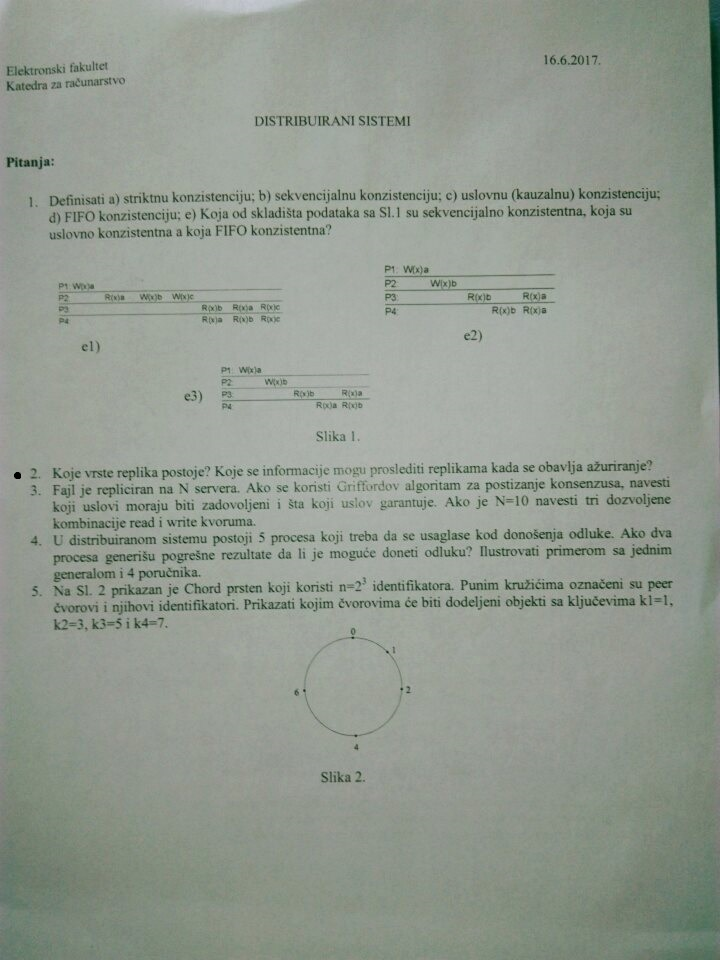 Elektronski fakultet
16.6.2017.
Katedra za računarstvo
DISTRIBUIRANI SISTEMI
Pitanja:
1. Definisati a) striktnu konzistenciju; b) sekvencijalnu konzistenciju; c) uslovnu (kauzalnu) konzistenciju;
d) FIFO konzistenciju; e) Koja od skladišta podataka sa Sl.1 su sekvencijalno konzistentna, koja su
uslovno konzistentna a koja FIFO konzistentna?
P1: W(x)a
P2: R(x)a W(x)b W(x)c
P3: R(x)b R(x)a R(x)c
P4: R(x)a R(x)b R(x)c
e1)
P1: W(x)a
P2: W(x)b
P3: R(x)b R(x)a
P4: R(x)b R(x)a
e2)
P1: W(x)a
P2: W(x)b
e3) P3: R(x)b R(x)a
P4: R(x)a R(x)b
Slika 1.
2. Koje vrste replika postoje? Koje se informacije mogu proslediti replikama kada se obavlja ažuriranje?
3. Fajl je repliciran na N servera. Ako se koristi Griffordov algoritam za postizanje konsenzusa, navesti
koji uslovi moraju biti zadovoljeni i šta koji uslov garantuje. Ako je N=10 navesti tri dozvoljene
kombinacije read i write kvoruma.
4. U distribuiranom sistemu postoji 5 procesa koji treba da se usaglase kod donošenja odluke. Ako dva
procesa generišu pogrešne rezultate da li je moguće doneti odluku? Ilustrovati primerom sa jednim
generalom i 4 poručnika.
5. Na Sl. 2 prikazan je Chord prsten koji koristi n=2³ identifikatora. Punim kružićima označeni su peer
čvorovi i njihovi identifikatori. Prikazati kojim čvorovima će biti dodeljeni objekti sa ključevima k1=1,
k2=3, k3=5 i k4=7.
0
1
6
2
4
Slika 2.